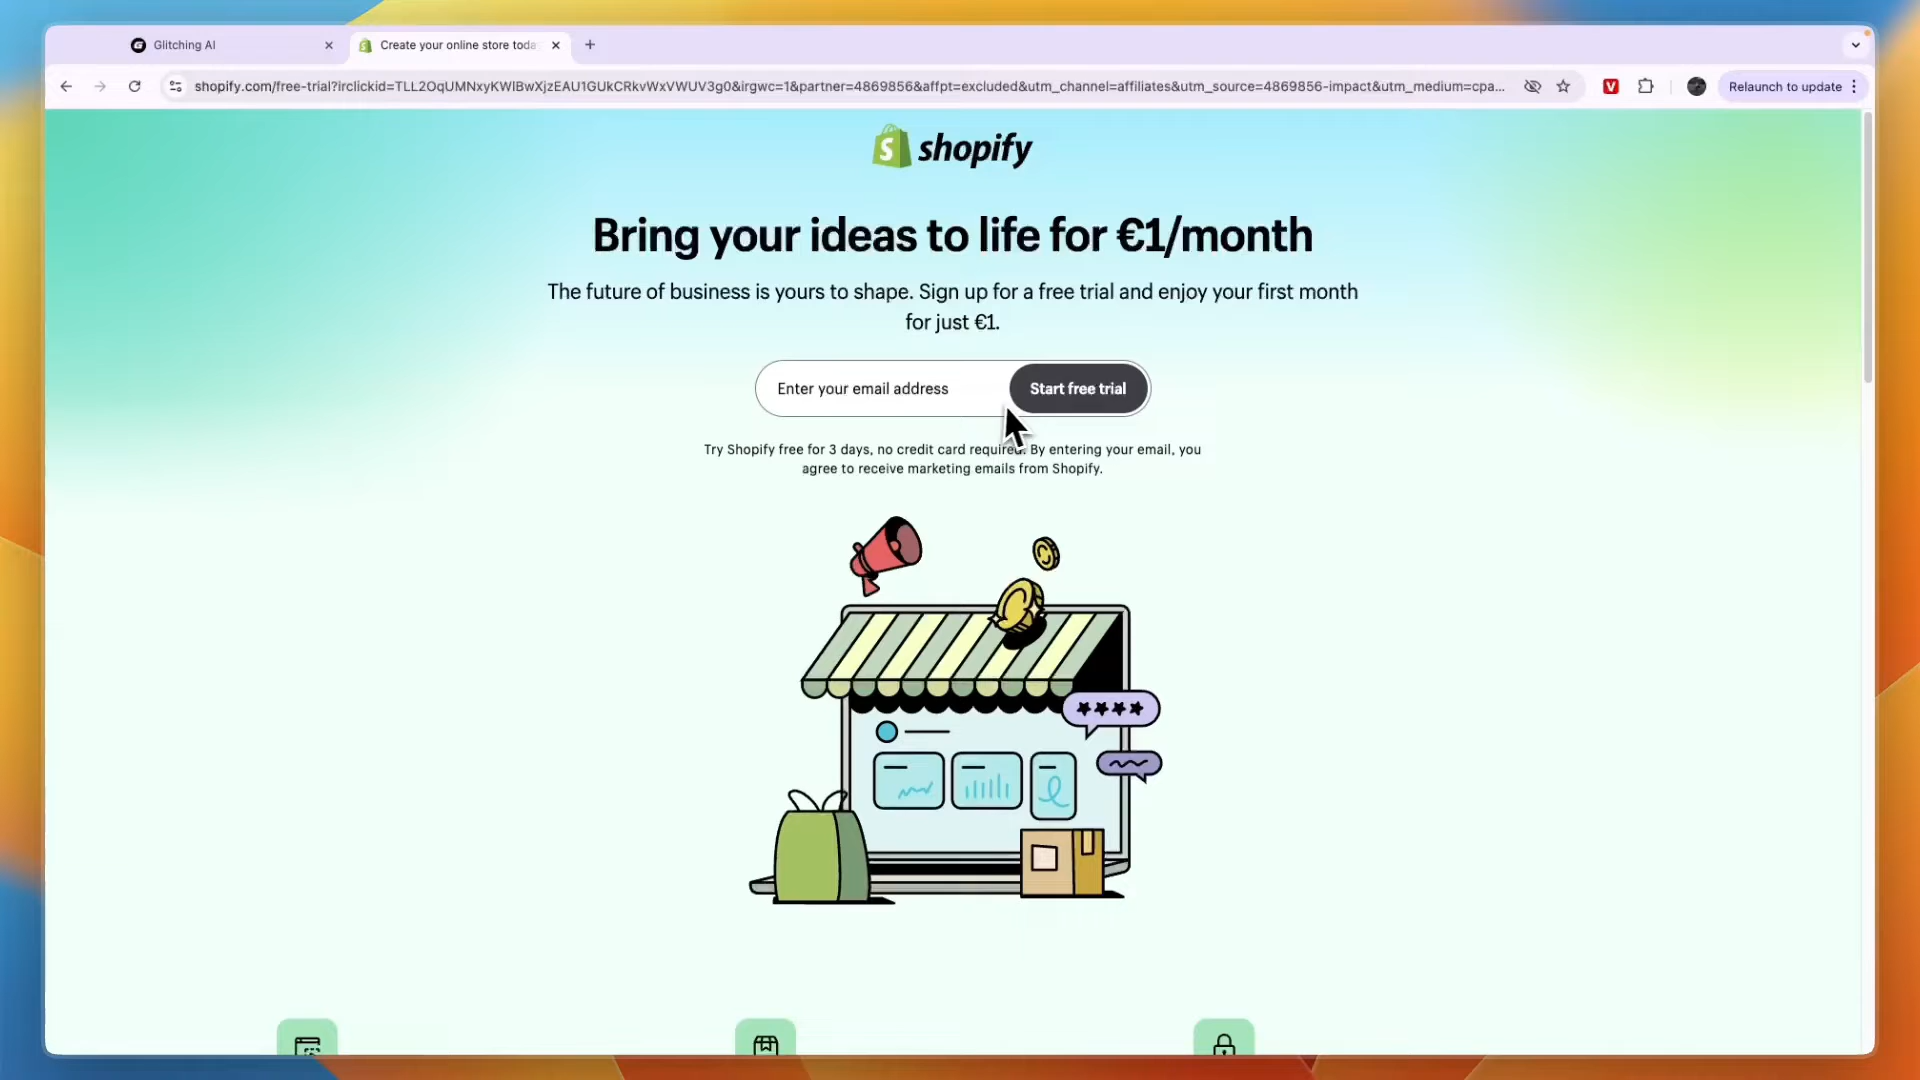 Glitching AI
Create your online store toda
shopify.com/free-trial?irclickid=TLL2OqUMNxyKWIBwXjzEAU1GUkCRkvWxVWUV3g0&irgwc=1&partner=4869856&affpt=excluded&utm_channel=affiliates&utm_source=4869856-impact&utm_medium=cpa...
V
Relaunch to update
shopify
Bring your ideas to life for €1/month
The future of business is yours to shape. Sign up for a free trial and enjoy your first month
for just €1.
Enter your email address
Start free trial
Try Shopify free for 3 days, no credit card required. By entering your email, you
agree to receive marketing emails from Shopify.